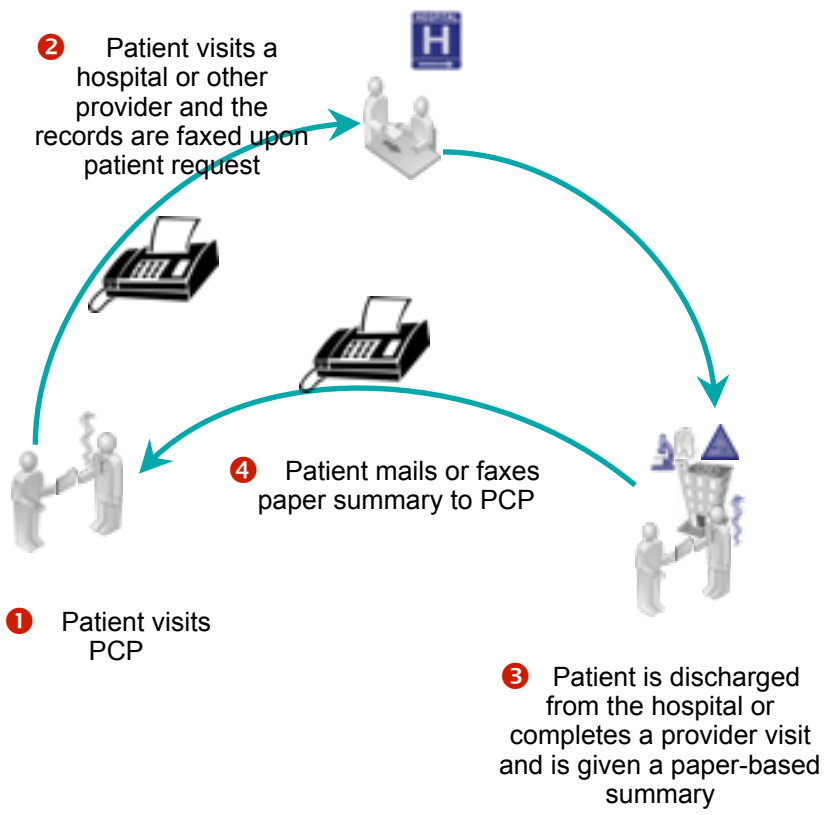 HOSPITAL
H
❷ Patient visits a
hospital or other
provider and the
records are faxed upon
patient request
❹ Patient mails or faxes
paper summary to PCP
❶ Patient visits
PCP
❸ Patient is discharged
from the hospital or
completes a provider visit
and is given a paper-based
summary